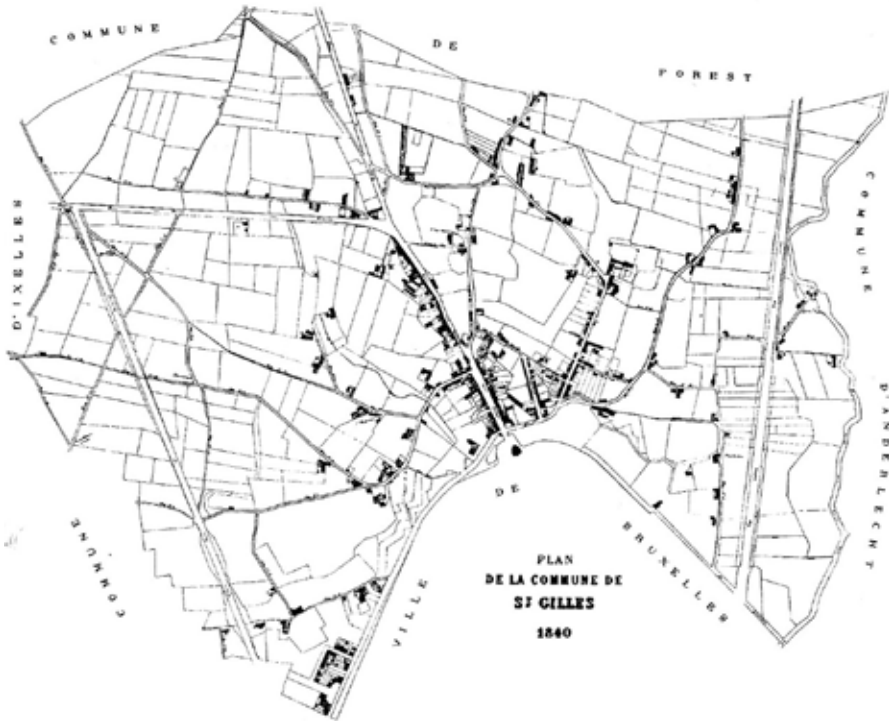 COMMUNE DE FOREST
COMMUNE D'ANDERLECHT
COMMUNE D'IXELLES
VILLE DE BRUXELLES
PLAN
DE LA COMMUNE DE
ST GILLES
1840